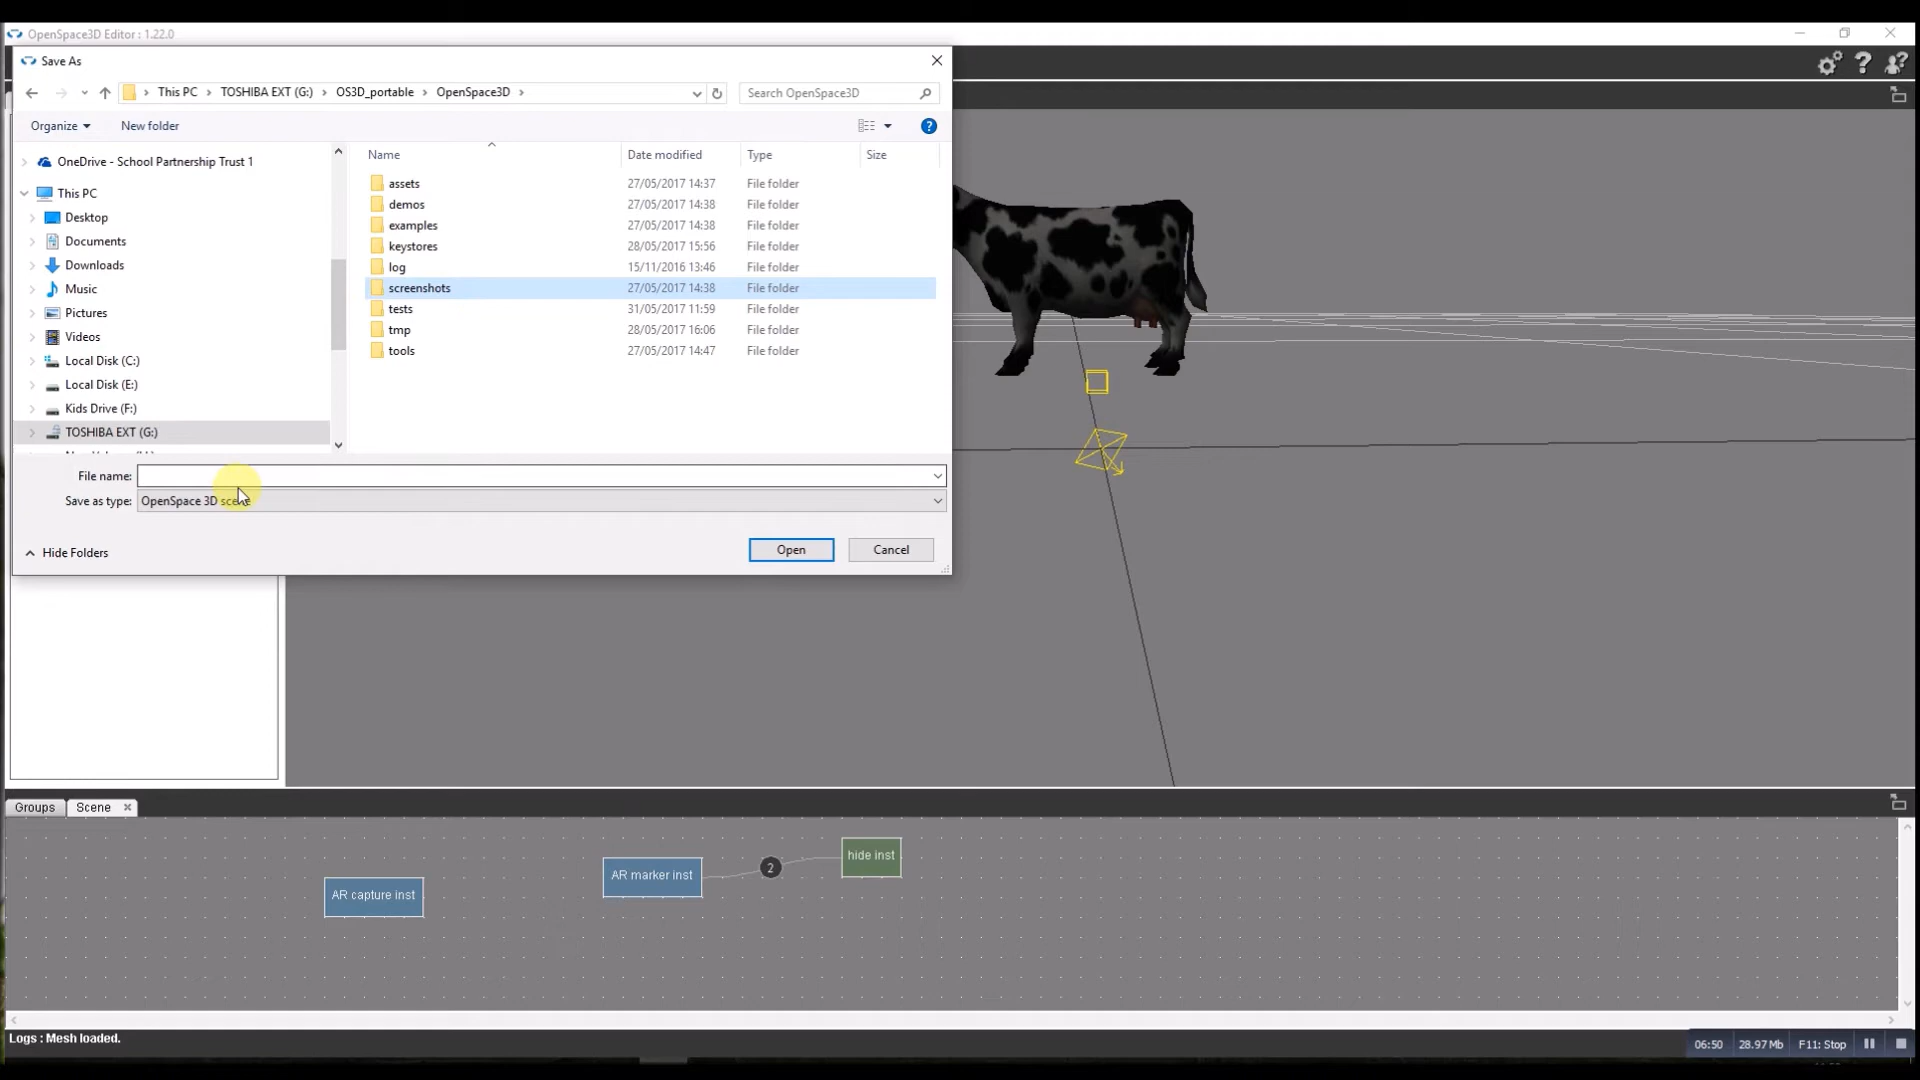 OpenSpace3D Editor : 1.22.0
Save As
This PC > TOSHIBA EXT (G:) > OS3D_portable > OpenSpace3D >
Search OpenSpace3D
Organize
New folder
Name
Date modified
Type
Size
OneDrive - School Partnership Trust 1
This PC
Desktop
Documents
Downloads
Music
Pictures
Videos
Local Disk (C:)
Local Disk (E:)
Kids Drive (F:)
TOSHIBA EXT (G:)
assets 27/05/2017 14:37 File folder
demos 27/05/2017 14:38 File folder
examples 27/05/2017 14:38 File folder
keystores 28/05/2017 15:56 File folder
log 15/11/2016 13:46 File folder
screenshots 27/05/2017 14:38 File folder
tests 31/05/2017 11:59 File folder
tmp 28/05/2017 16:06 File folder
tools 27/05/2017 14:47 File folder
File name:
Save as type: OpenSpace 3D scene
Hide Folders
Open
Cancel
Groups
Scene
AR capture inst
AR marker inst
2
hide inst
Logs : Mesh loaded.
06:50
28.97 Mb
F11: Stop